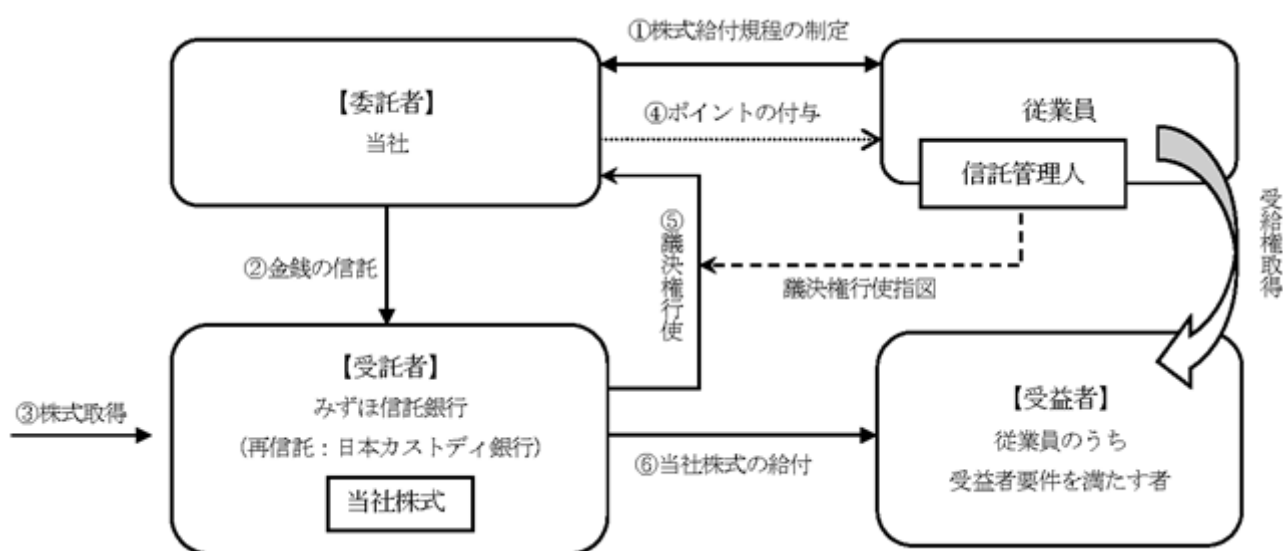 ①株式給付規程の制定
【委託者】
当社
④ポイントの付与
従業員
信託管理人
受給権取得
②金銭の信託
⑤議決権行使
議決権行使指図
③株式取得
【受託者】
みずほ信託銀行
(再信託：日本カストディ銀行)
当社株式
⑥当社株式の給付
【受益者】
従業員のうち
受益者要件を満たす者